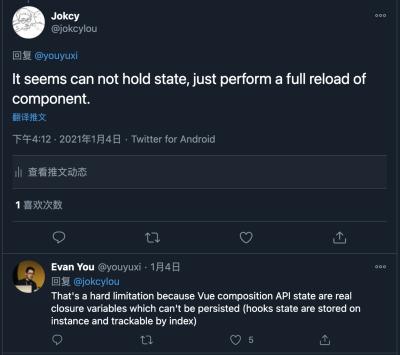 Jokcy
@jokcylou
回复 @youyuxi
It seems can not hold state, just perform a full reload of
component.
翻译推文
下午4:12 · 2021年1月4日 · Twitter for Android
查看推文动态
1 喜欢次数
Evan You @youyuxi · 1月4日
回复 @jokcylou
That's a hard limitation because Vue composition API state are real
closure variables which can't be persisted (hooks state are stored on
instance and trackable by index)
5